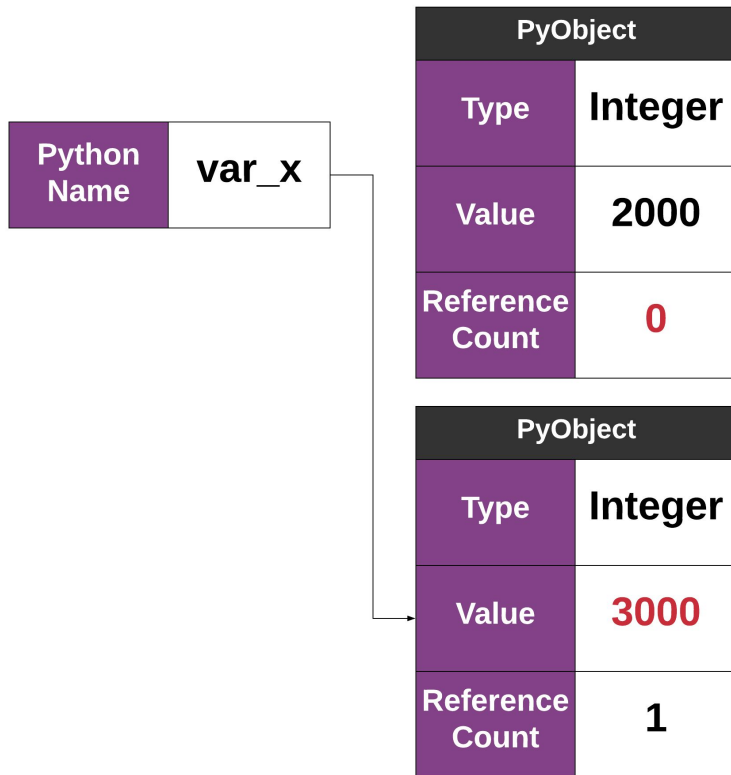 Python
Name
var_x
PyObject
Type
Integer
Value
2000
Reference
Count
0
PyObject
Type
Integer
Value
3000
Reference
Count
1